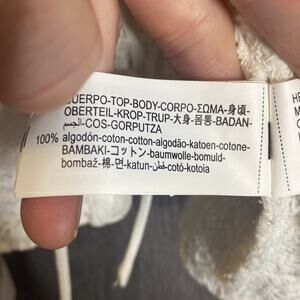 CUERPO-TOP-BODY-CORPO-ΣΩΜΑ-身頃-
OBERTEIL-KROP-TRUP-大身-몸통-BADAN-
الجسم-COS-GORPUTZA
100% algodón-coton-cotton-algodão-katoen-cotone-
BAMBAKI-コットン-baumwolle-bomuld-
bombaž-棉-면-katun-قطن-cotó-kotoia